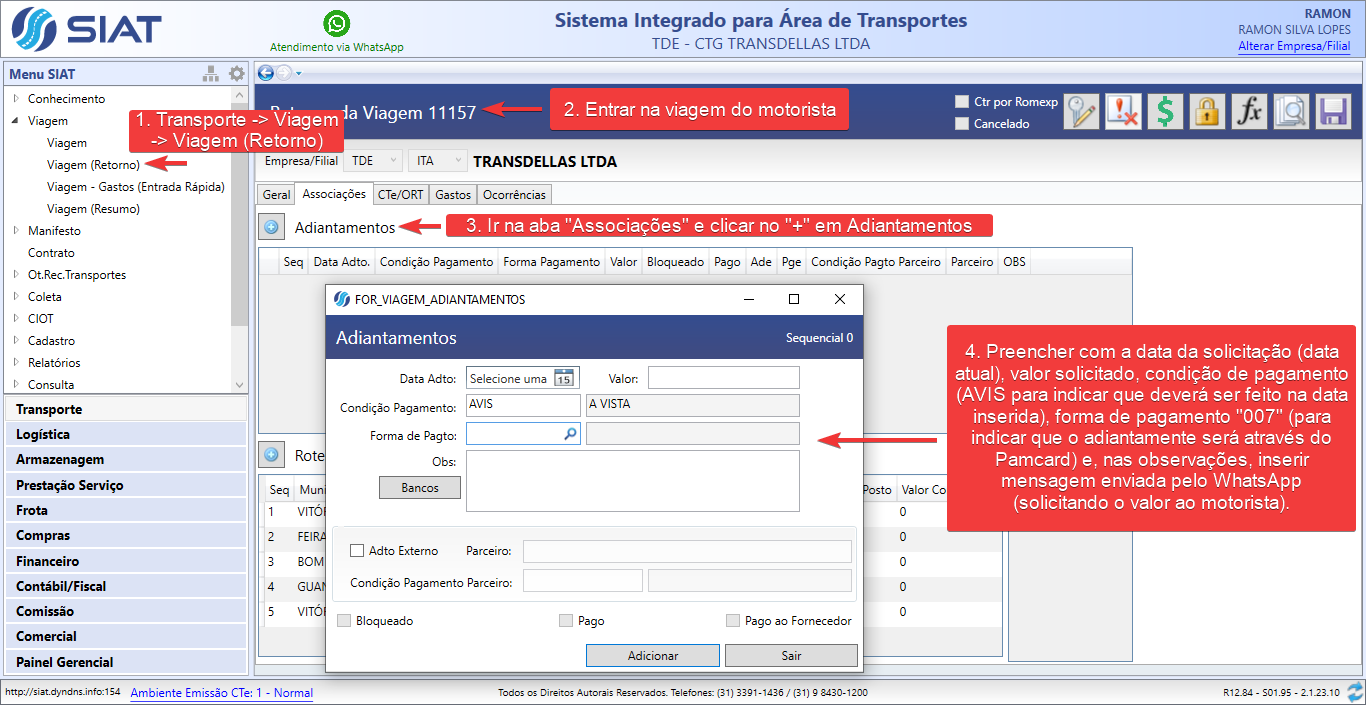 SIAT
Atendimento via WhatsApp
Sistema Integrado para Área de Transportes
TDE - CTG TRANSDELLAS LTDA
RAMON
RAMON SILVA LOPES
Alterar Empresa/Filial
Menu SIAT
Conhecimento
Viagem
Viagem
Viagem (Retorno)
Viagem - Gastos (Entrada Rápida)
Viagem (Resumo)
Manifesto
Contrato
Ot.Rec.Transportes
Coleta
CIOT
Cadastro
Relatórios
Consulta
Transporte
Logística
Armazenagem
Prestação Serviço
Frota
Compras
Financeiro
Contábil/Fiscal
Comissão
Comercial
Painel Gerencial
1. Transporte -> Viagem
-> Viagem (Retorno)
da Viagem 11157
2. Entrar na viagem do motorista
Ctr por Romexp
Cancelado
Empresa/Filial TDE ITA TRANSDELLAS LTDA
Geral Associações CTe/ORT Gastos Ocorrências
Adiantamentos
3. Ir na aba "Associações" e clicar no "+" em Adiantamentos
Seq Data Adto. Condição Pagamento Forma Pagamento Valor Bloqueado Pago Ade Pge Condição Pagto Parceiro Parceiro OBS
FOR_VIAGEM_ADIANTAMENTOS
Adiantamentos Sequencial 0
Data Adto: Selecione uma 15 Valor:
Condição Pagamento: AVIS A VISTA
Forma de Pagto:
Obs:
Bancos
Adto Externo Parceiro:
Condição Pagamento Parceiro:
Bloqueado Pago Pago ao Fornecedor
Adicionar Sair
4. Preencher com a data da solicitação (data
atual), valor solicitado, condição de pagamento
(AVIS para indicar que deverá ser feito na data
inserida), forma de pagamento "007" (para
indicar que o adiantamente será através do
Pamcard) e, nas observações, inserir
mensagem enviada pelo WhatsApp
(solicitando o valor ao motorista).
Rote
Seq Muni Posto Valor Co
1 VITÓ 0
2 FEIRA 0
3 BOM 0
4 GUAN 0
5 VITÓ 0
http://siat.dyndns.info:154
Ambiente Emissão CTe: 1 - Normal
Todos os Direitos Autorais Reservados. Telefones: (31) 3391-1436 / (31) 9 8430-1200
R12.84 - S01.95 - 2.1.23.10